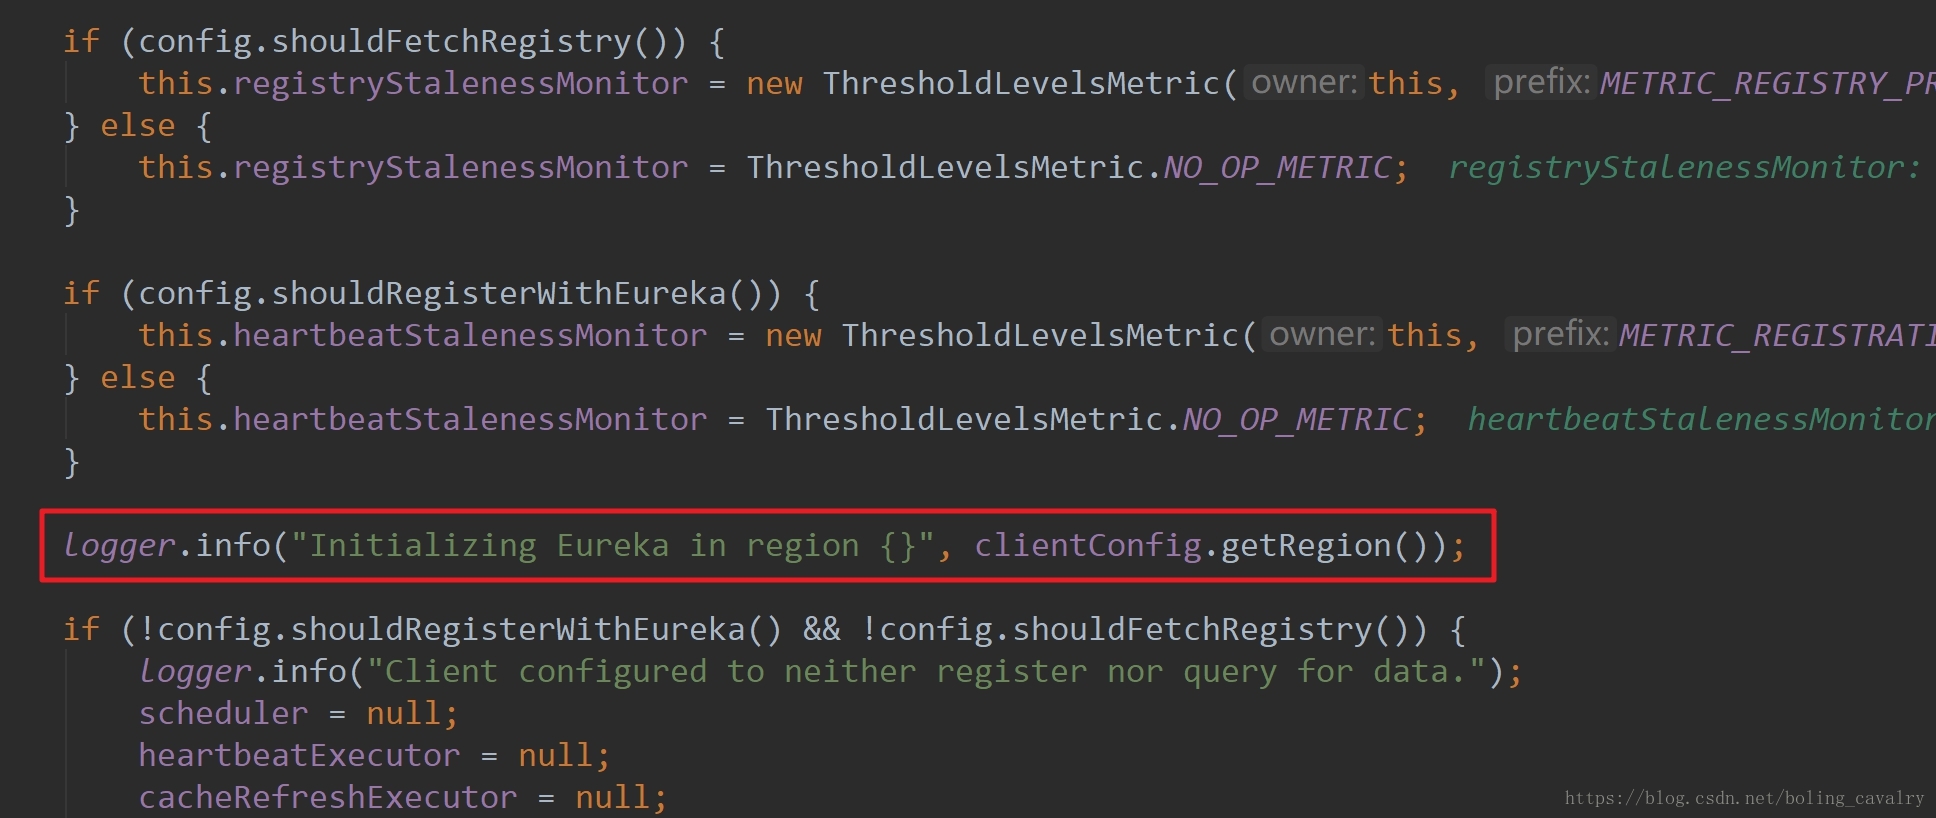 if (config.shouldFetchRegistry()) {
this.registryStalenessMonitor = new ThresholdLevelsMetric( owner: this, prefix: METRIC_REGISTRY_PR
} else {
this.registryStalenessMonitor = ThresholdLevelsMetric.NO_OP_METRIC; registryStalenessMonitor:
}
if (config.shouldRegisterWithEureka()) {
this.heartbeatStalenessMonitor = new ThresholdLevelsMetric( owner: this, prefix: METRIC_REGISTRATI
} else {
this.heartbeatStalenessMonitor = ThresholdLevelsMetric.NO_OP_METRIC; heartbeatStalenessMonitor
}
logger.info("Initializing Eureka in region {}", clientConfig.getRegion());
if (!config.shouldRegisterWithEureka() && !config.shouldFetchRegistry()) {
logger.info("Client configured to neither register nor query for data.");
scheduler = null;
heartbeatExecutor = null;
cacheRefreshExecutor = null;
https://blog.csdn.net/boling_cavalry